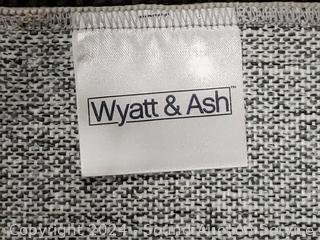 Wyatt & Ash™
Copyright 2024 - Sound Auction Service